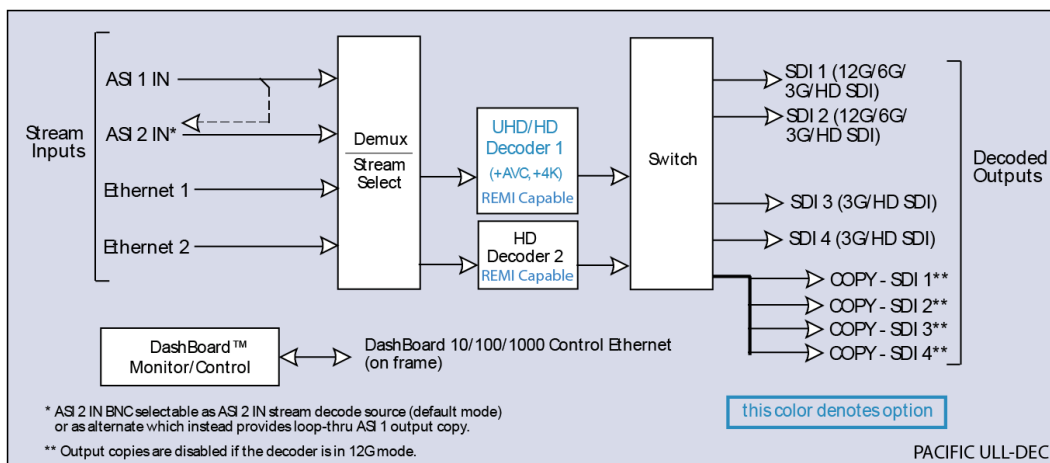 Stream
Inputs
ASI 1 IN
ASI 2 IN*
Ethernet 1
Ethernet 2
Demux
Stream
Select
UHD/HD
Decoder 1
(+AVC, +4K)
REMI Capable
HD
Decoder 2
REMI Capable
Switch
SDI 1 (12G/6G/
3G/HD SDI)
SDI 2 (12G/6G/
3G/HD SDI)
SDI 3 (3G/HD SDI)
SDI 4 (3G/HD SDI)
COPY - SDI 1**
COPY - SDI 2**
COPY - SDI 3**
COPY - SDI 4**
Decoded
Outputs
DashBoard™
Monitor/Control
DashBoard 10/100/1000 Control Ethernet
(on frame)
* ASI 2 IN BNC selectable as ASI 2 IN stream decode source (default mode)
or as alternate which instead provides loop-thru ASI 1 output copy.
** Output copies are disabled if the decoder is in 12G mode.
this color denotes option
PACIFIC ULL-DEC